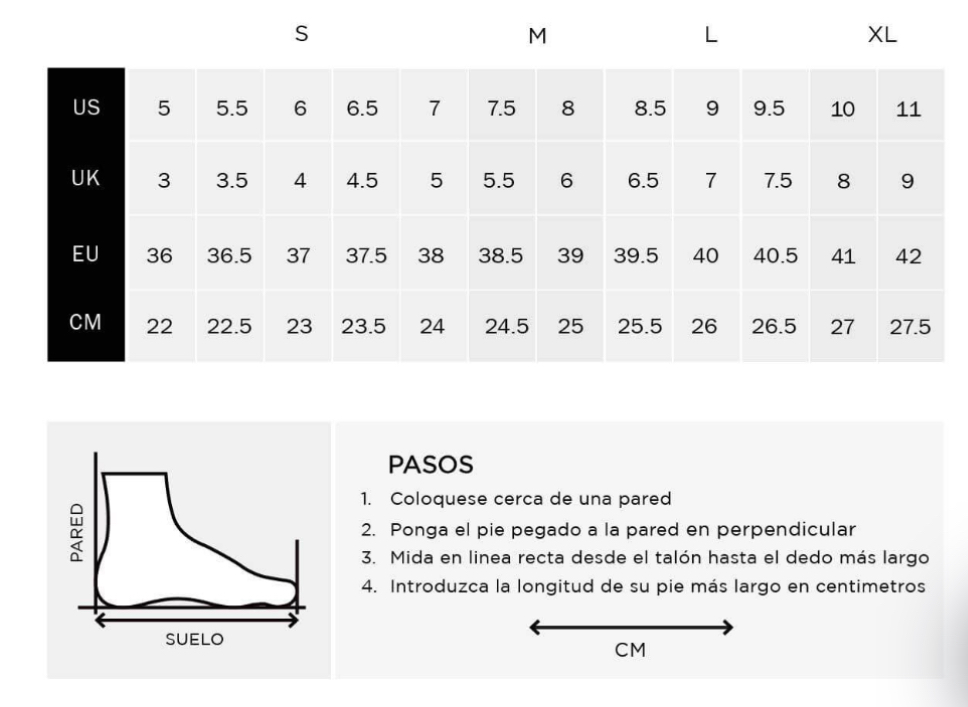 S M L XL
US 5 5.5 6 6.5 7 7.5 8 8.5 9 9.5 10 11
UK 3 3.5 4 4.5 5 5.5 6 6.5 7 7.5 8 9
EU 36 36.5 37 37.5 38 38.5 39 39.5 40 40.5 41 42
CM 22 22.5 23 23.5 24 24.5 25 25.5 26 26.5 27 27.5
PARED
SUELO
PASOS
1. Coloquese cerca de una pared
2. Ponga el pie pegado a la pared en perpendicular
3. Mida en linea recta desde el talón hasta el dedo más largo
4. Introduzca la longitud de su pie más largo en centimetros
CM